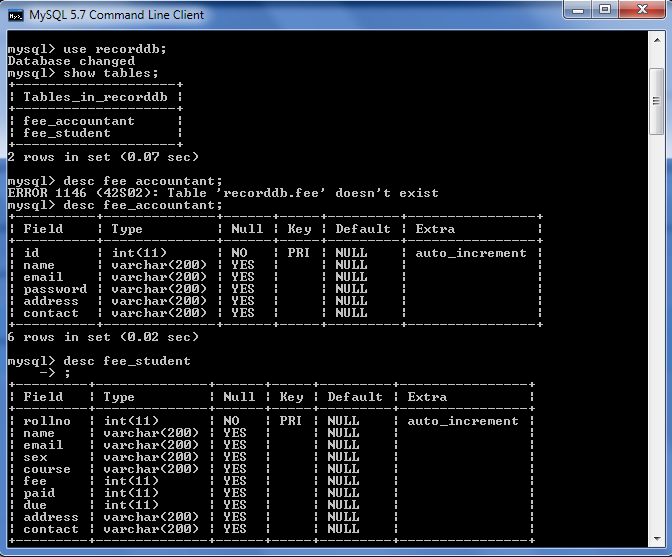 MySQL 5.7 Command Line Client
mysql> use recorddb;
Database changed
mysql> show tables;
+--------------------+
| Tables_in_recorddb |
+--------------------+
| fee_accountant     |
| fee_student        |
+--------------------+
2 rows in set (0.07 sec)
mysql> desc fee accountant;
ERROR 1146 (42S02): Table 'recorddb.fee' doesn't exist
mysql> desc fee_accountant;
+----------+--------------+------+-----+---------+----------------+
| Field    | Type         | Null | Key | Default | Extra          |
+----------+--------------+------+-----+---------+----------------+
| id       | int(11)      | NO   | PRI | NULL    | auto_increment |
| name     | varchar(200) | YES  |     | NULL    |                |
| email    | varchar(200) | YES  |     | NULL    |                |
| password | varchar(200) | YES  |     | NULL    |                |
| address  | varchar(200) | YES  |     | NULL    |                |
| contact  | varchar(200) | YES  |     | NULL    |                |
+----------+--------------+------+-----+---------+----------------+
6 rows in set (0.02 sec)
mysql> desc fee_student
    -> ;
+---------+--------------+------+-----+---------+----------------+
| Field   | Type         | Null | Key | Default | Extra          |
+---------+--------------+------+-----+---------+----------------+
| rollno  | int(11)      | NO   | PRI | NULL    | auto_increment |
| name    | varchar(200) | YES  |     | NULL    |                |
| email   | varchar(200) | YES  |     | NULL    |                |
| sex     | varchar(200) | YES  |     | NULL    |                |
| course  | varchar(200) | YES  |     | NULL    |                |
| fee     | int(11)      | YES  |     | NULL    |                |
| paid    | int(11)      | YES  |     | NULL    |                |
| due     | int(11)      | YES  |     | NULL    |                |
| address | varchar(200) | YES  |     | NULL    |                |
| contact | varchar(200) | YES  |     | NULL    |                |
+---------+--------------+------+-----+---------+----------------+